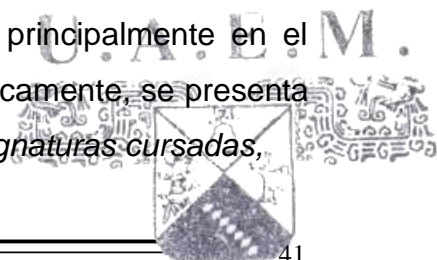 principalmente en el
U. A. E. M.
camente, se presenta
gnaturas cursadas,
41